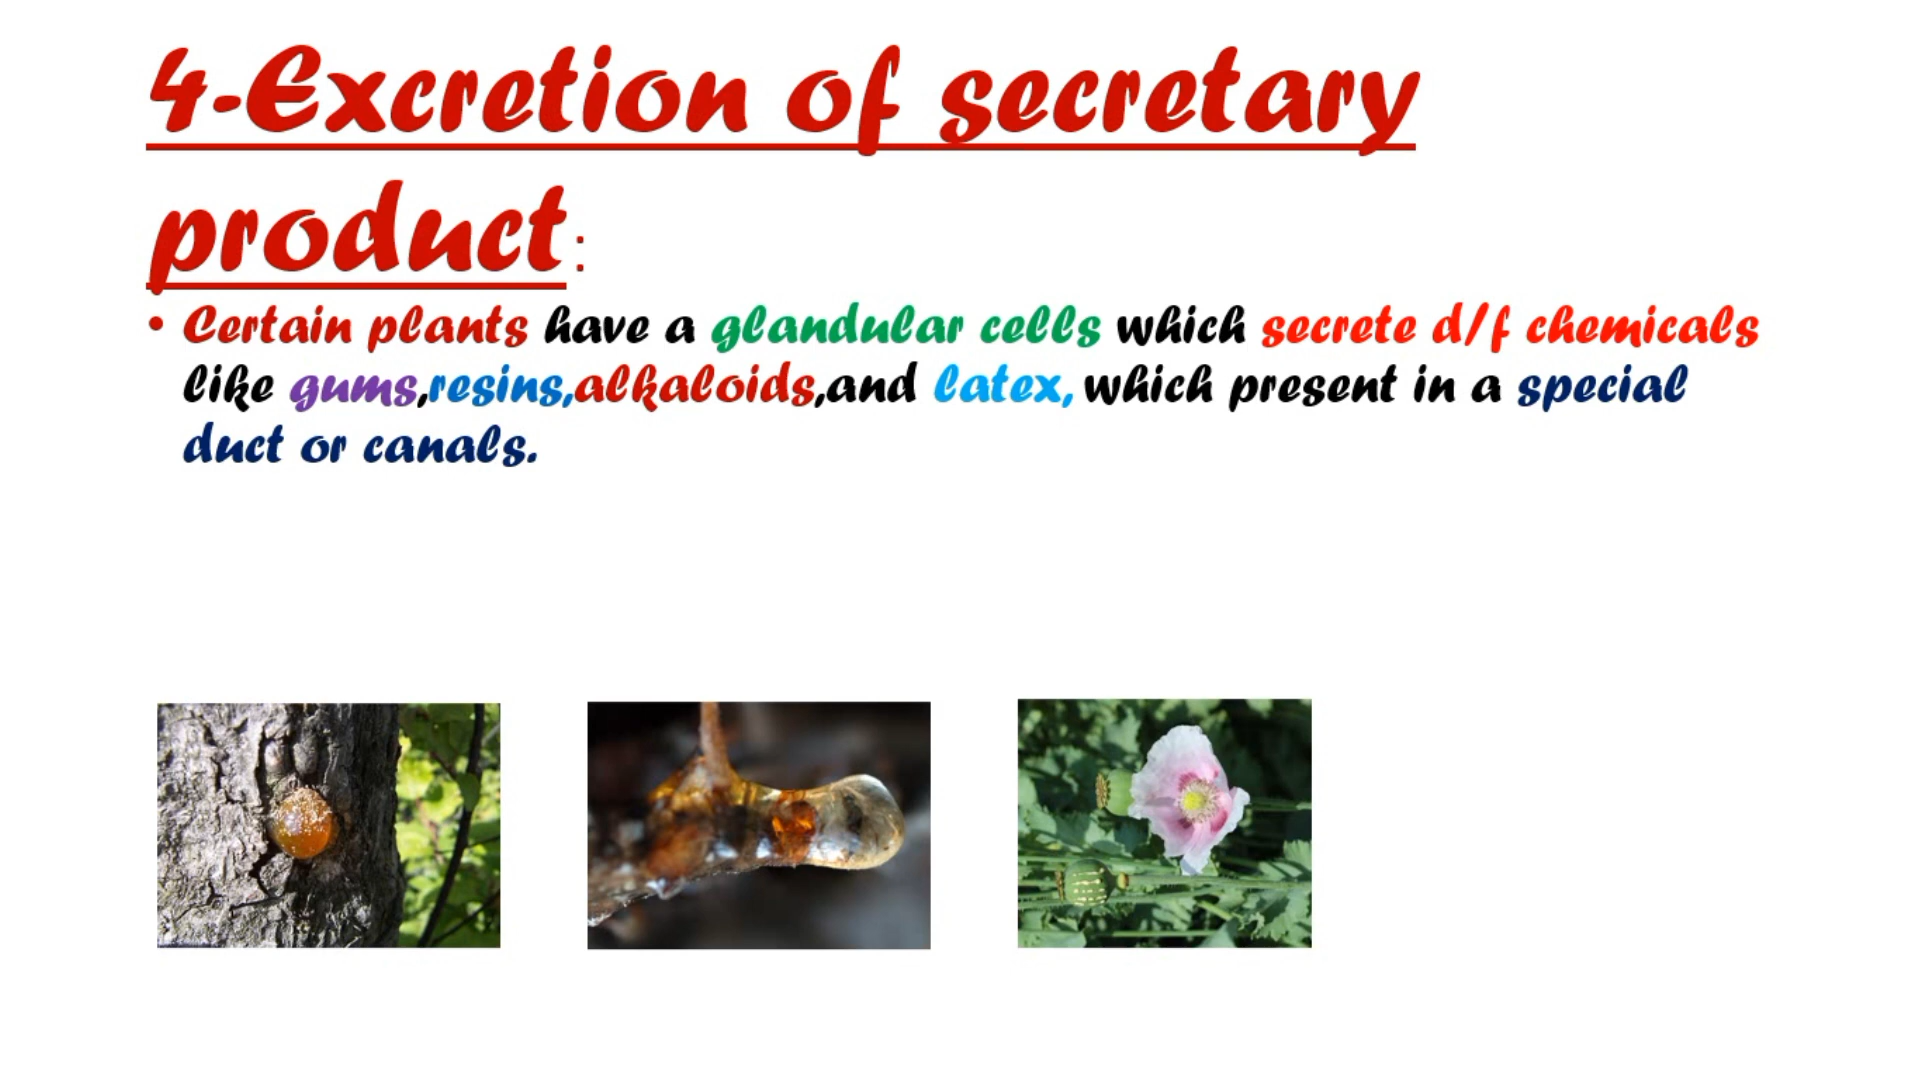 4-Excretion of secretary
product:
• Certain plants have a glandular cells which secrete d/f chemicals
like gums,resins,alkaloids,and latex, which present in a special
duct or canals.